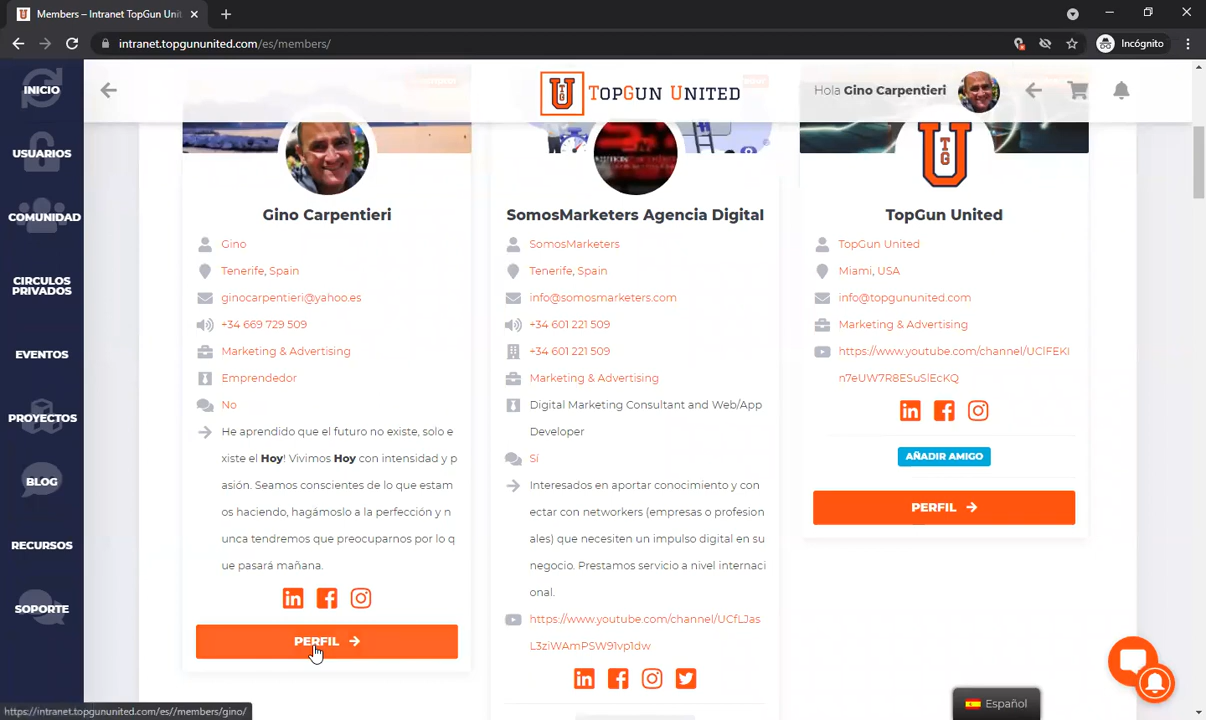 Members – Intranet TopGun Unit
intranet.topgununited.com/es/members/
Incógnito
INICIO
USUARIOS
COMUNIDAD
CIRCULOS
PRIVADOS
EVENTOS
PROYECTOS
BLOG
RECURSOS
SOPORTE
TOPGUN UNITED
Hola Gino Carpentieri
Gino Carpentieri
Gino
Tenerife, Spain
ginocarpentieri@yahoo.es
+34 669 729 509
Marketing & Advertising
Emprendedor
No
He aprendido que el futuro no existe, solo e
xiste el Hoy! Vivimos Hoy con intensidad y p
asión. Seamos conscientes de lo que estam
os haciendo, hagámoslo a la perfección y n
unca tendremos que preocuparnos por lo q
ue pasará mañana.
PERFIL
SomosMarketers Agencia Digital
SomosMarketers
Tenerife, Spain
info@somosmarketers.com
+34 601 221 509
+34 601 221 509
Marketing & Advertising
Digital Marketing Consultant and Web/App
Developer
Sí
Interesados en aportar conocimiento y con
ectar con networkers (empresas o profesion
ales) que necesiten un impulso digital en su
negocio. Prestamos servicio a nivel internaci
onal.
https://www.youtube.com/channel/UCfLJas
L3ziWAmPSW91vp1dw
TopGun United
TopGun United
Miami, USA
info@topgununited.com
Marketing & Advertising
https://www.youtube.com/channel/UClFEKI
n7eUW7R8ESuSlEcKQ
AÑADIR AMIGO
PERFIL
Español
https://intranet.topgununited.com/es//members/gino/